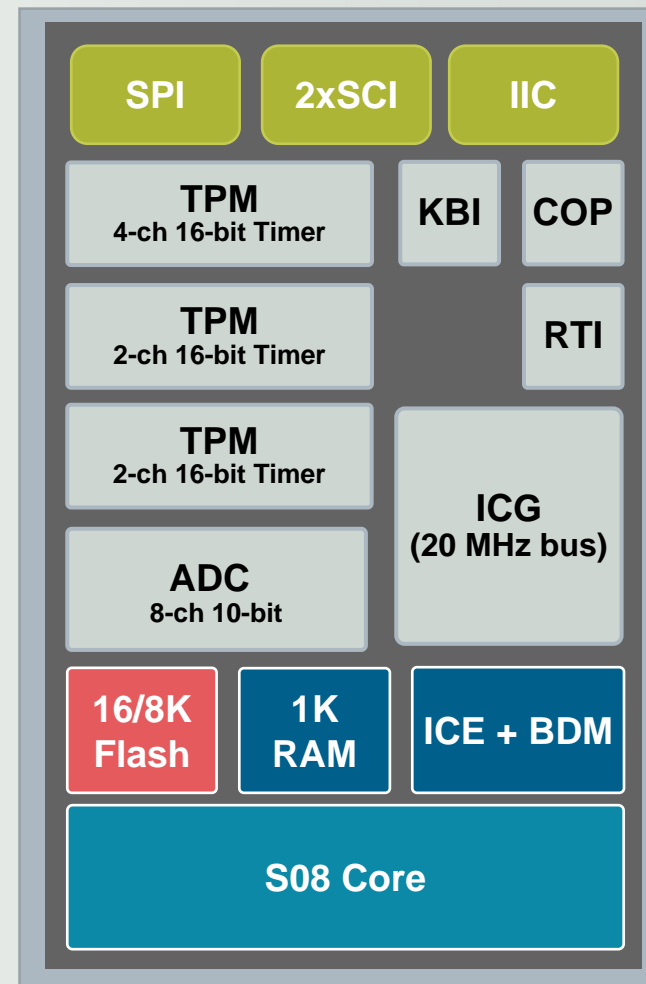 SPI
2xSCI
IIC
TPM
4-ch 16-bit Timer
KBI
COP
TPM
2-ch 16-bit Timer
RTI
TPM
2-ch 16-bit Timer
ICG
(20 MHz bus)
ADC
8-ch 10-bit
16/8K
Flash
1K
RAM
ICE + BDM
S08 Core